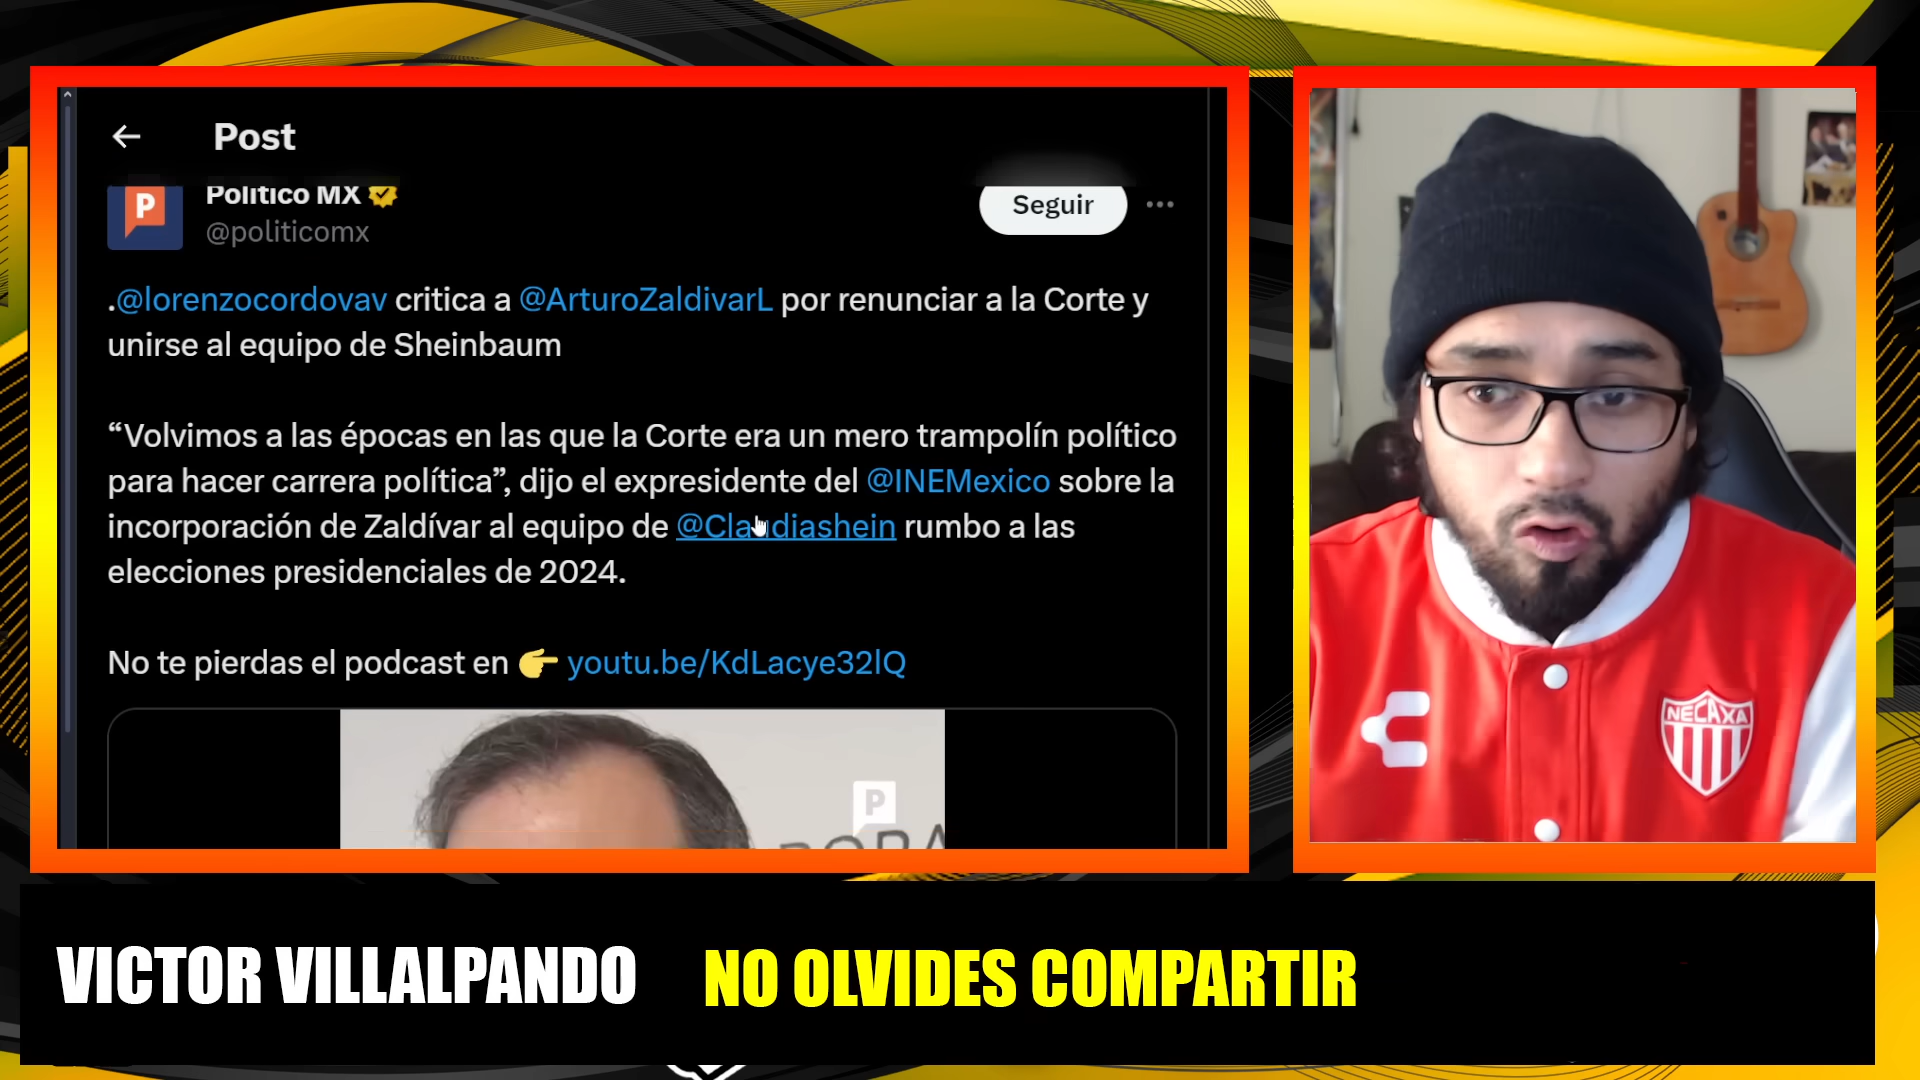 Post
Politico MX
@politicomx
Seguir
.@lorenzocordovav critica a @ArturoZaldivarL por renunciar a la Corte y
unirse al equipo de Sheinbaum
“Volvimos a las épocas en las que la Corte era un mero trampolín político
para hacer carrera política”, dijo el expresidente del @INEMexico sobre la
incorporación de Zaldívar al equipo de @Claudiashein rumbo a las
elecciones presidenciales de 2024.
No te pierdas el podcast en 👉 youtu.be/KdLacye32lQ
P
P
NECAXA
VICTOR VILLALPANDO
NO OLVIDES COMPARTIR